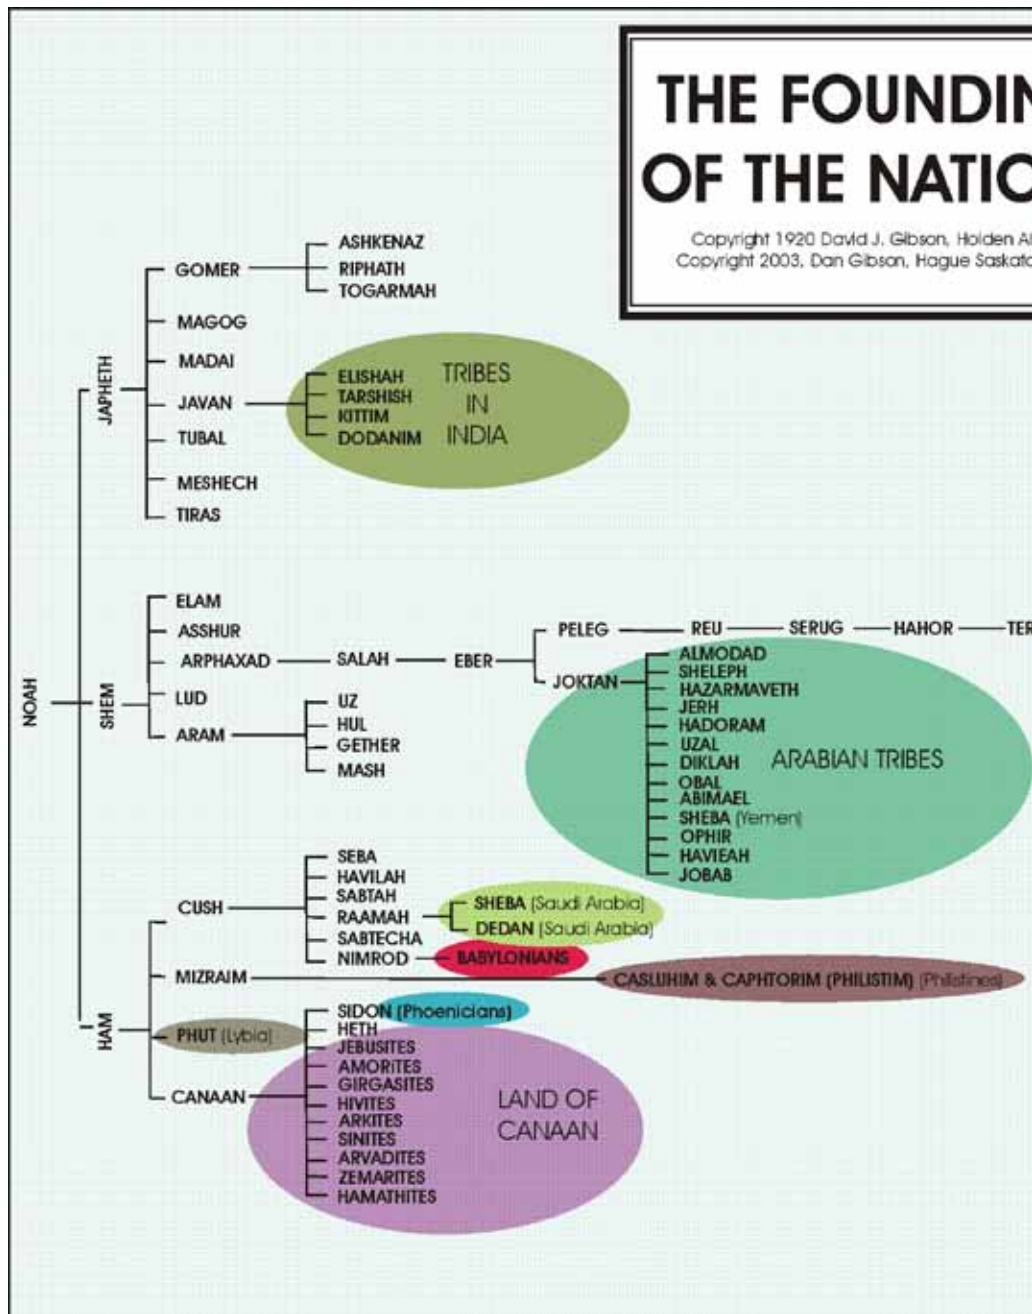 THE FOUNDIN
OF THE NATIO
Copyright 1920 David J. Gibson, Holden Al
Copyright 2003, Dan Gibson, Hague Saskato
NOAH
JAPHETH
GOMER
ASHKENAZ
RIPHATH
TOGARMAH
MAGOG
MADAI
JAVAN
ELISHAH
TARSHISH
KITTIM
DODANIM
TRIBES
IN
INDIA
TUBAL
MESHECH
TIRAS
SHEM
ELAM
ASSHUR
ARPHAXAD
SALAH
EBER
PELEG
REU
SERUG
HAHOR
TER
JOKTAN
ALMODAD
SHELEPH
HAZARMAVETH
JERH
HADORAM
UZAL
DIKLAH
OBAL
ABIMAEL
SHEBA (Yemen)
OPHIR
HAVIEAH
JOBAB
ARABIAN TRIBES
LUD
ARAM
UZ
HUL
GETHER
MASH
HAM
CUSH
SEBA
HAVILAH
SABTAH
RAAMAH
SHEBA (Saudi Arabia)
DEDAN (Saudi Arabia)
SABTECHA
NIMROD
BABYLONIANS
MIZRAIM
CASLUHIM & CAPHTORIM (PHILISTIM) (Philistines)
PHUT (Lybia)
CANAAN
SIDON (Phoenicians)
HETH
JEBUSITES
AMORITES
GIRGASITES
HIVITES
ARKITES
SINITES
ARVADITES
ZEMARITES
HAMATHITES
LAND OF
CANAAN